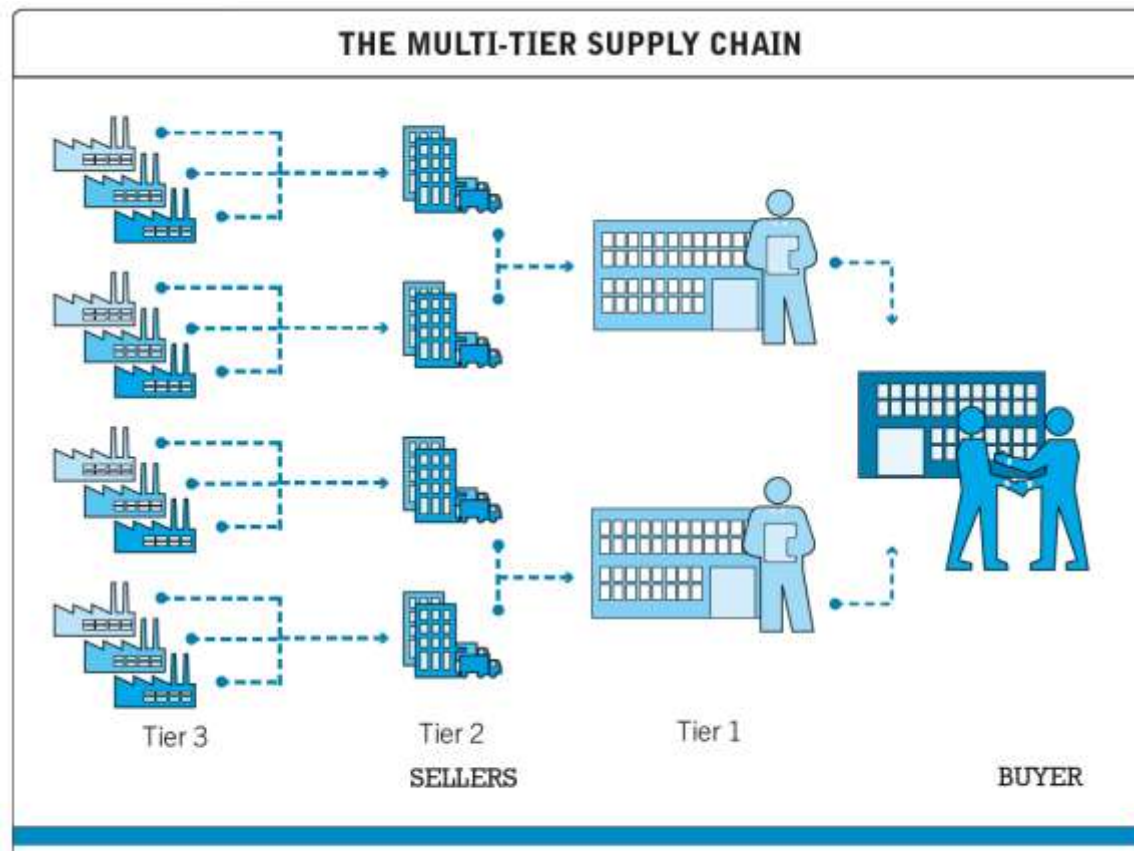 THE MULTI-TIER SUPPLY CHAIN
Tier 3
Tier 2
Tier 1
SELLERS
BUYER